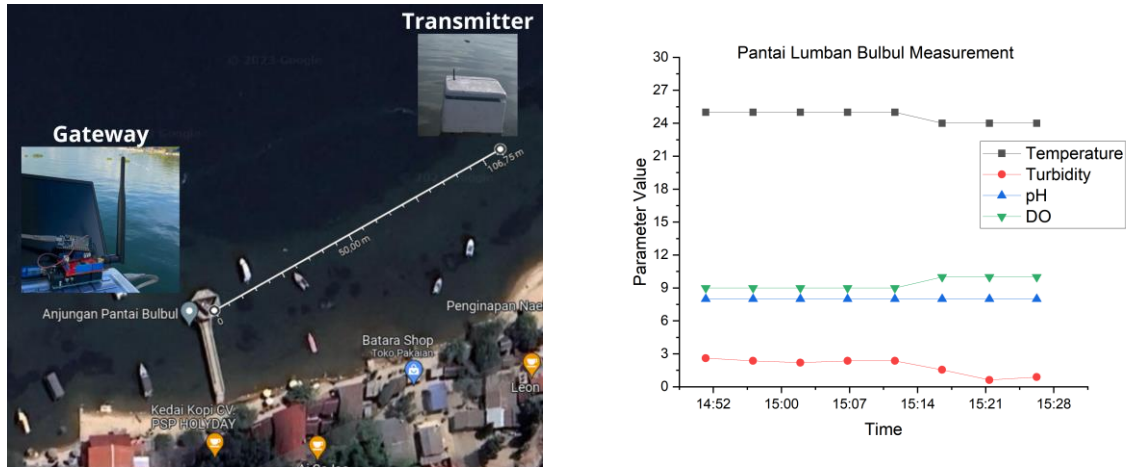 Transmitter
Gateway
© 2023 Google
106,75 m
50,00 m
0
Anjungan Pantai Bulbul
Penginapan Nae
Batara Shop
Toko Pakaian
Leon
Kedai Kopi CV.
PSP HOLYDAY
Pantai Lumban Bulbul Measurement
Parameter Value
30
27
24
21
18
15
12
9
6
3
0
Temperature
Turbidity
pH
DO
14:52 15:00 15:07 15:14 15:21 15:28
Time